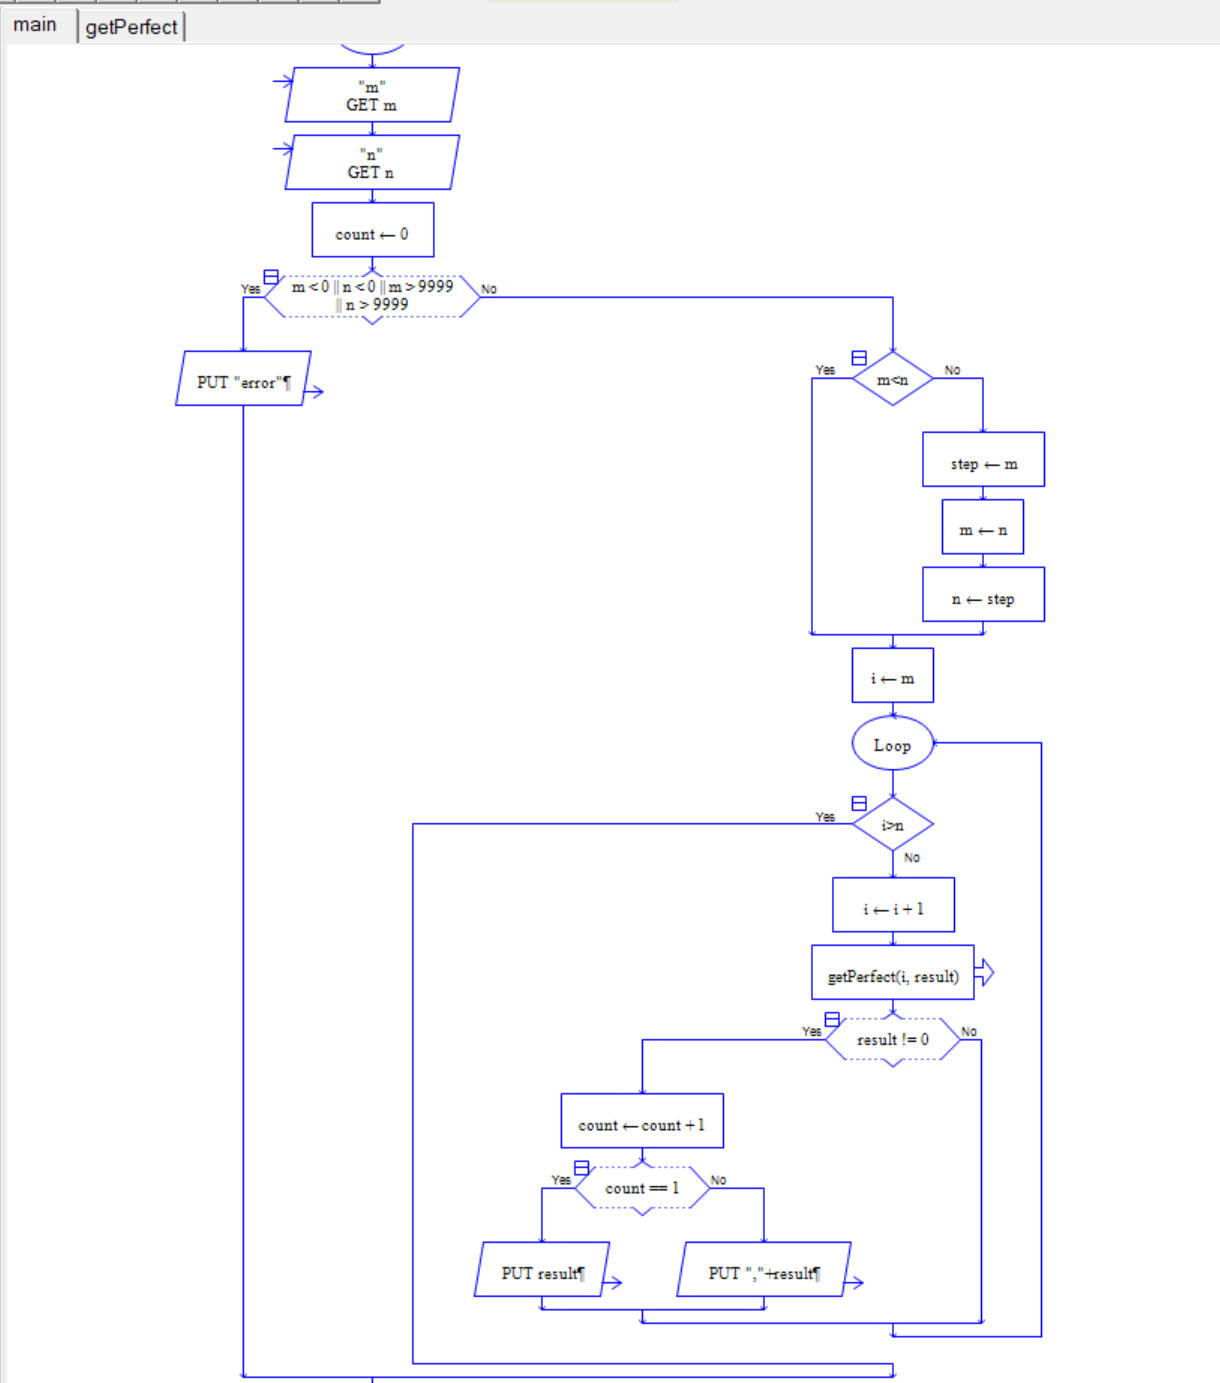 main
getPerfect
"m"
GET m
"n"
GET n
count ← 0
m < 0 || n < 0 || m > 9999
|| n > 9999
Yes
No
PUT "error"¶
m<n
Yes
No
step ← m
m ← n
n ← step
i ← m
Loop
i>n
Yes
No
i ← i + 1
getPerfect(i, result)
result != 0
Yes
No
count ← count + 1
count == 1
Yes
No
PUT result¶
PUT ","+result¶